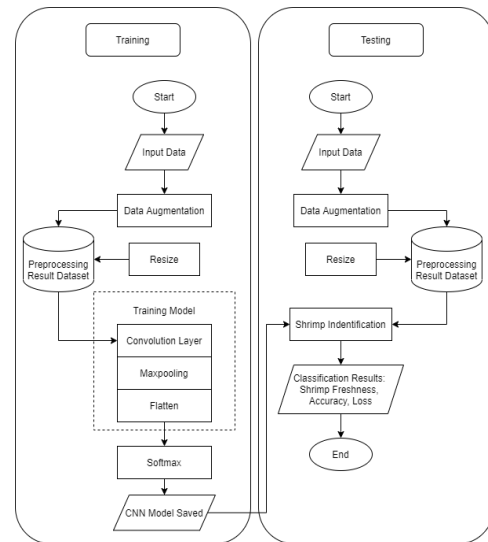 Training
Start
Input Data
Data Augmentation
Preprocessing
Result Dataset
Resize
Training Model
Convolution Layer
Maxpooling
Flatten
Softmax
CNN Model Saved
Testing
Start
Input Data
Data Augmentation
Resize
Preprocessing
Result Dataset
Shrimp Indentification
Classification Results:
Shrimp Freshness,
Accuracy, Loss
End